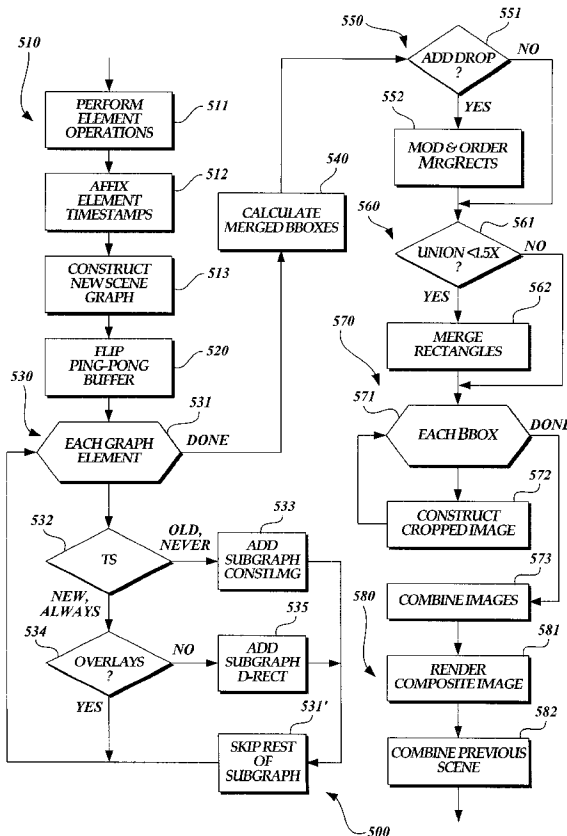 510
PERFORM
ELEMENT
OPERATIONS
511
AFFIX
ELEMENT
TIMESTAMPS
512
CONSTRUCT
NEW SCENE
GRAPH
513
FLIP
PING-PONG
BUFFER
520
530
EACH GRAPH
ELEMENT
531
DONE
532
TS
OLD,
NEVER
NEW,
ALWAYS
533
ADD
SUBGRAPH
CONSTLMG
534
OVERLAYS
?
NO
YES
535
ADD
SUBGRAPH
D-RECT
531'
SKIP REST
OF
SUBGRAPH
500
540
CALCULATE
MERGED BBOXES
550
551
ADD DROP
?
NO
YES
552
MOD & ORDER
MRGRECTS
560
561
UNION <1.5X
?
NO
YES
562
MERGE
RECTANGLES
570
571
EACH BBOX
DONE
572
CONSTRUCT
CROPPED IMAGE
573
COMBINE IMAGES
580
581
RENDER
COMPOSITE IMAGE
582
COMBINE PREVIOUS
SCENE